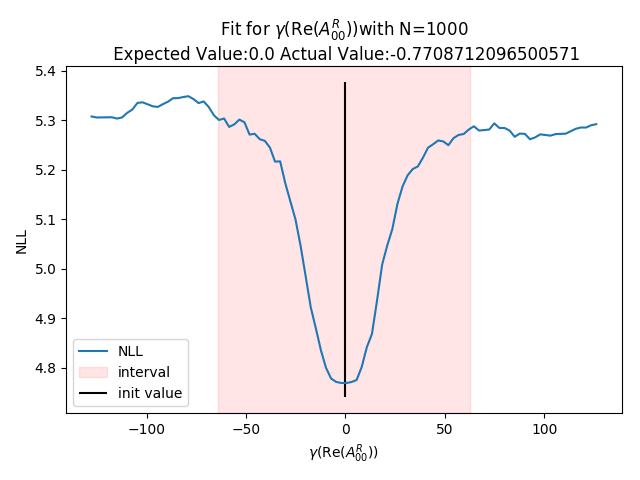 Fit for γ(Re(A^R_00))with N=1000
Expected Value:0.0 Actual Value:-0.7708712096500571
5.4
5.3
5.2
5.1
5.0
4.9
4.8
NLL
NLL
interval
init value
−100 −50 0 50 100
γ(Re(A^R_00))